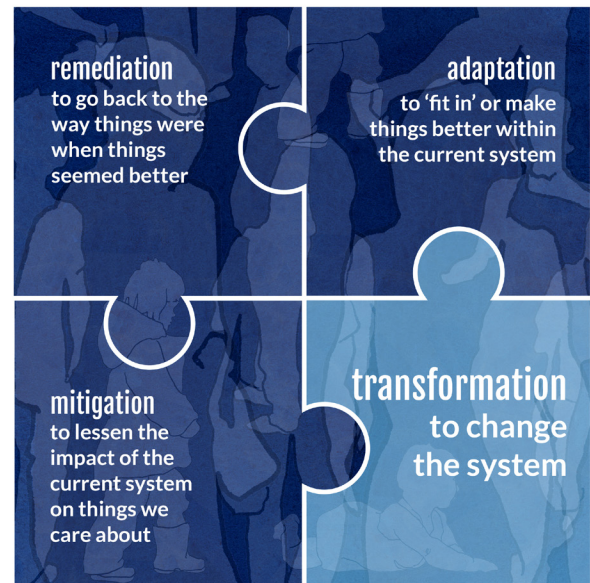 remediation
to go back to the
way things were
when things
seemed better
adaptation
to ‘fit in’ or make
things better within
the current system
mitigation
to lessen the
impact of the
current system
on things we
care about
transformation
to change
the system